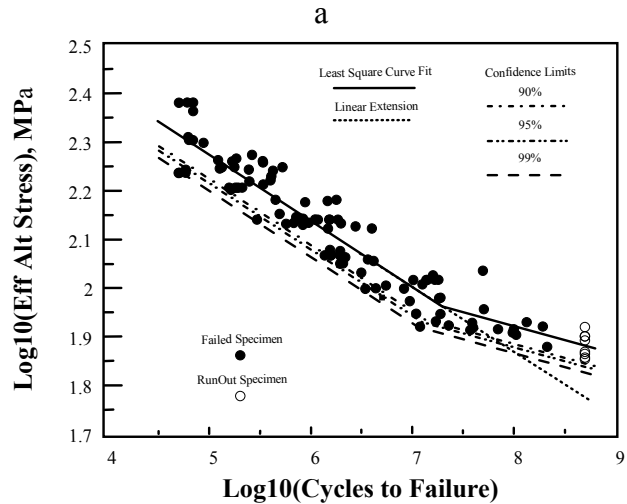 a
2.5
2.4
2.3
2.2
2.1
2
1.9
1.8
1.7
Log10(Eff Alt Stress), MPa
Least Square Curve Fit
Linear Extension
Confidence Limits
90%
95%
99%
Failed Specimen
RunOut Specimen
4 5 6 7 8 9
Log10(Cycles to Failure)